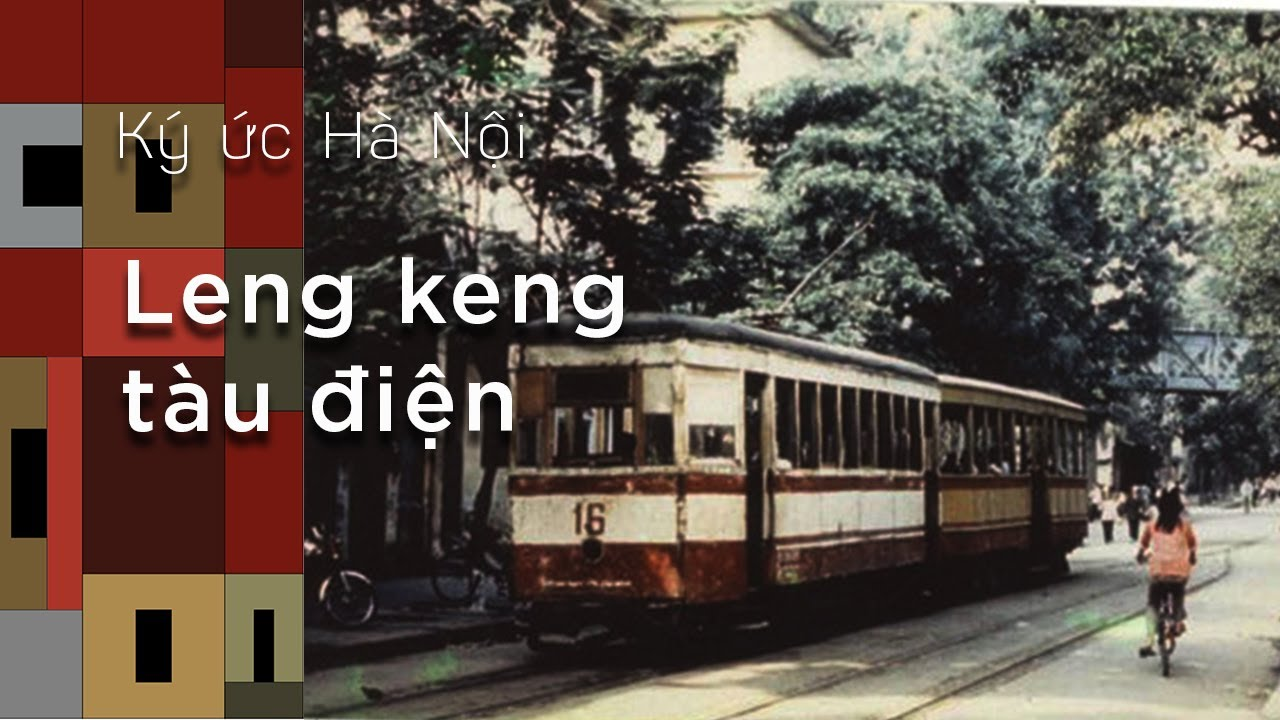 Ký ức Hà Nội
Leng keng
tàu điện
16